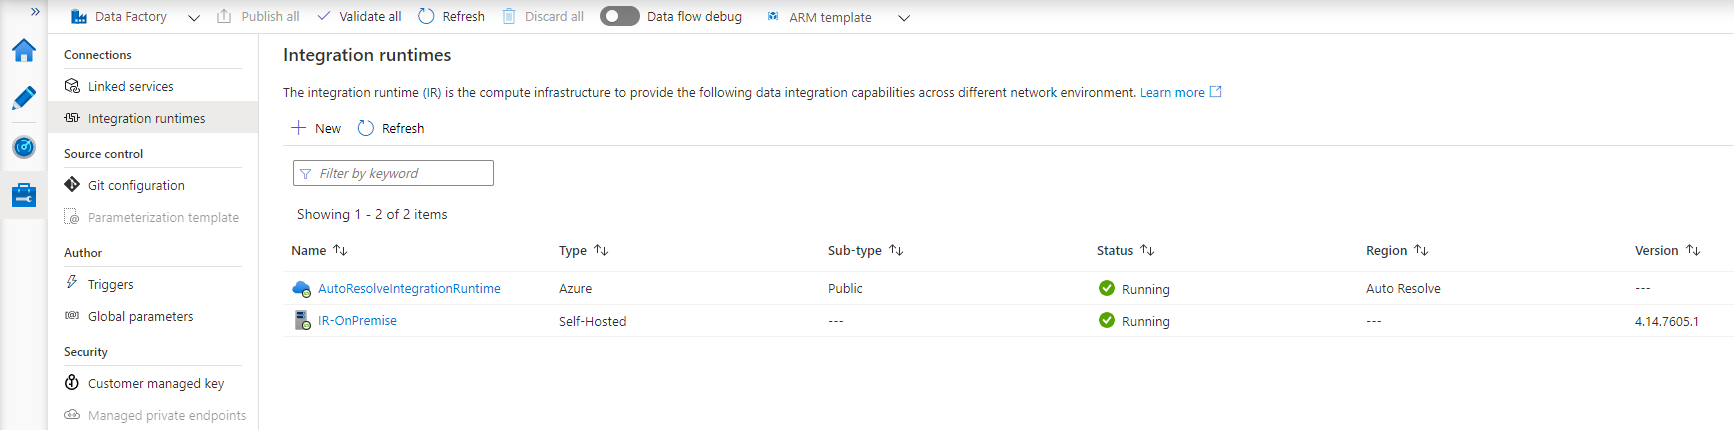 » Data Factory Publish all Validate all Refresh Discard all Data flow debug ARM template
Connections
Linked services
Integration runtimes
Source control
Git configuration
Parameterization template
Author
Triggers
Global parameters
Security
Customer managed key
Managed private endpoints
Integration runtimes
The integration runtime (IR) is the compute infrastructure to provide the following data integration capabilities across different network environment. Learn more
New Refresh
Filter by keyword
Showing 1 - 2 of 2 items
Name Type Sub-type Status Region Version
AutoResolveIntegrationRuntime Azure Public Running Auto Resolve ---
IR-OnPremise Self-Hosted --- Running --- 4.14.7605.1